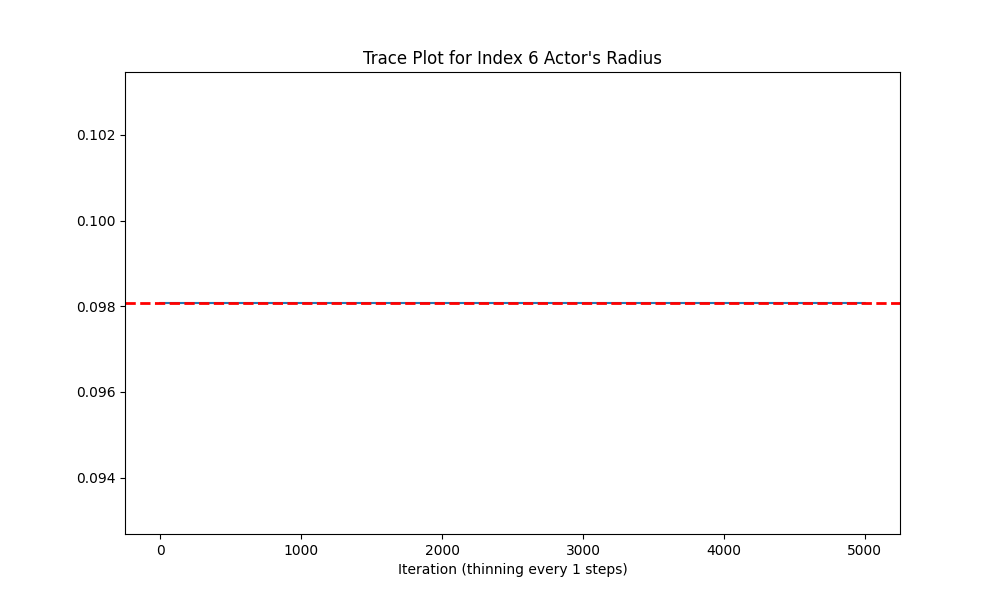 Trace Plot for Index 6 Actor's Radius
0.102
0.100
0.098
0.096
0.094
0 1000 2000 3000 4000 5000
Iteration (thinning every 1 steps)